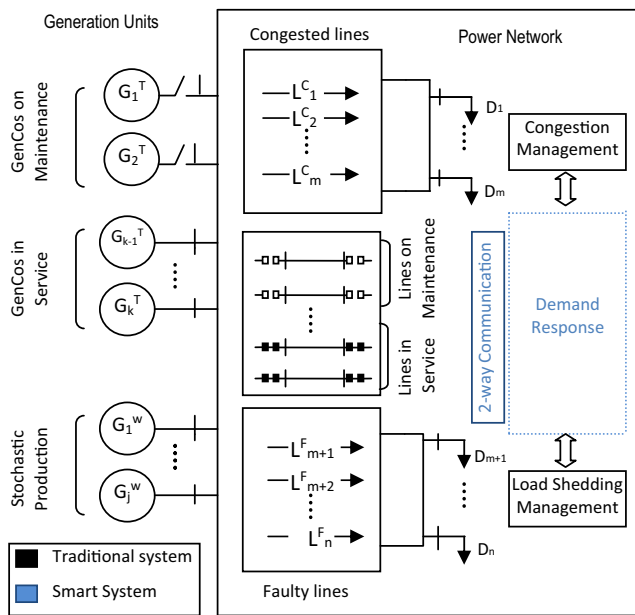 Generation Units
Power Network
Congested lines
GenCos on
Maintenance
G₁ᵀ
G₂ᵀ
Lᶜ₁
Lᶜ₂
Lᶜₘ
D₁
Dₘ
Congestion
Management
GenCos in
Service
Gₖ₋₁ᵀ
Gₖᵀ
Lines on
Maintenance
Lines in
Service
2-way Communication
Demand
Response
Stochastic
Production
G₁ʷ
Gⱼʷ
Lᶠₘ₊₁
Lᶠₘ₊₂
Lᶠₙ
Dₘ₊₁
Dₙ
Load Shedding
Management
Faulty lines
Traditional system
Smart System